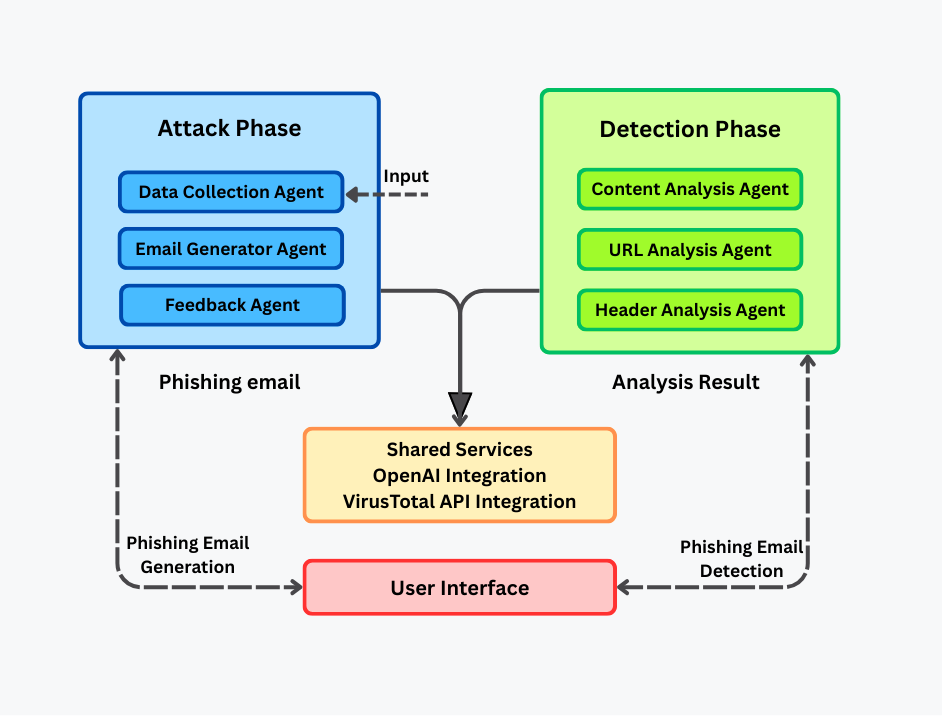 Attack Phase
Data Collection Agent
Input
Email Generator Agent
Feedback Agent
Detection Phase
Content Analysis Agent
URL Analysis Agent
Header Analysis Agent
Phishing email
Analysis Result
Shared Services
OpenAI Integration
VirusTotal API Integration
Phishing Email
Generation
Phishing Email
Detection
User Interface